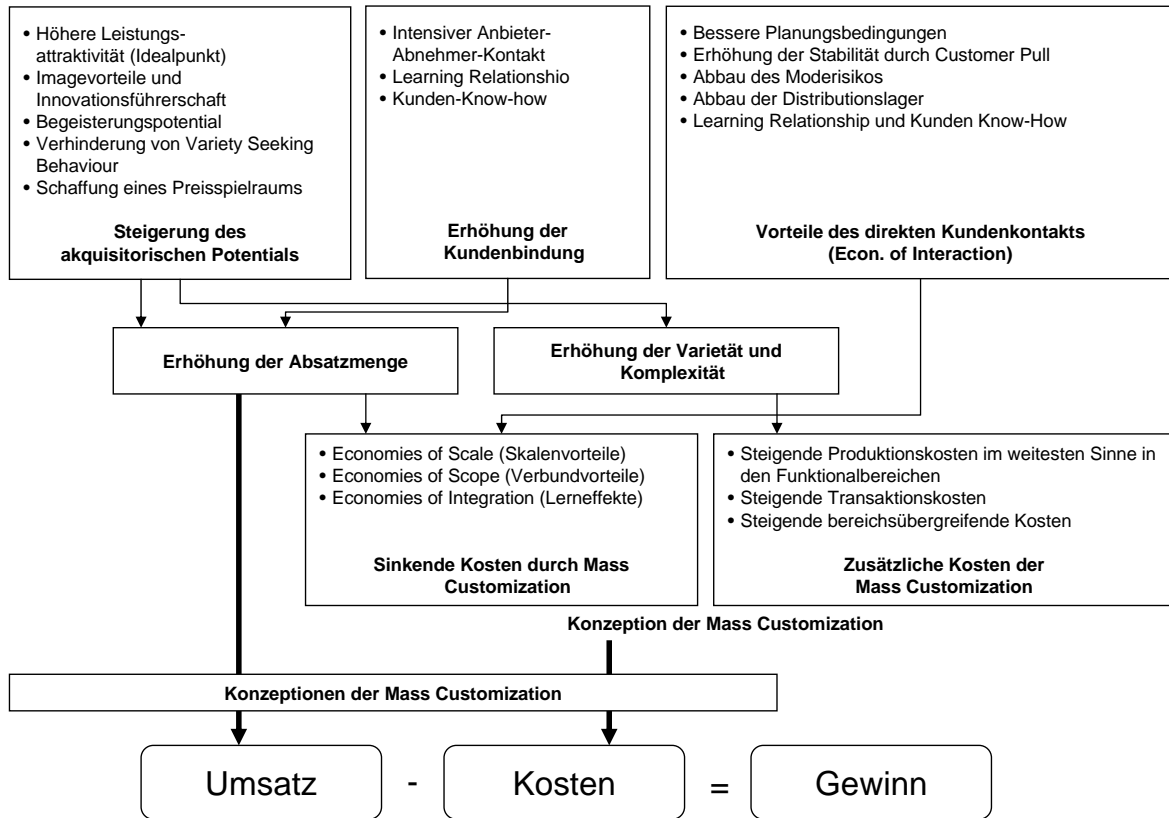 • Höhere Leistungs-
attraktivität (Idealpunkt)
• Imagevorteile und
Innovationsführerschaft
• Begeisterungspotential
• Verhinderung von Variety Seeking
Behaviour
• Schaffung eines Preisspielraums
Steigerung des
akquisitorischen Potentials
• Intensiver Anbieter-
Abnehmer-Kontakt
• Learning Relationshio
• Kunden-Know-how
Erhöhung der
Kundenbindung
• Bessere Planungsbedingungen
• Erhöhung der Stabilität durch Customer Pull
• Abbau des Moderisikos
• Abbau der Distributionslager
• Learning Relationship und Kunden Know-How
Vorteile des direkten Kundenkontakts
(Econ. of Interaction)
Erhöhung der Absatzmenge
Erhöhung der Varietät und
Komplexität
• Economies of Scale (Skalenvorteile)
• Economies of Scope (Verbundvorteile)
• Economies of Integration (Lerneffekte)
Sinkende Kosten durch Mass
Customization
• Steigende Produktionskosten im weitesten Sinne in
den Funktionalbereichen
• Steigende Transaktionskosten
• Steigende bereichsübergreifende Kosten
Zusätzliche Kosten der
Mass Customization
Konzeption der Mass Customization
Konzeptionen der Mass Customization
Umsatz - Kosten = Gewinn